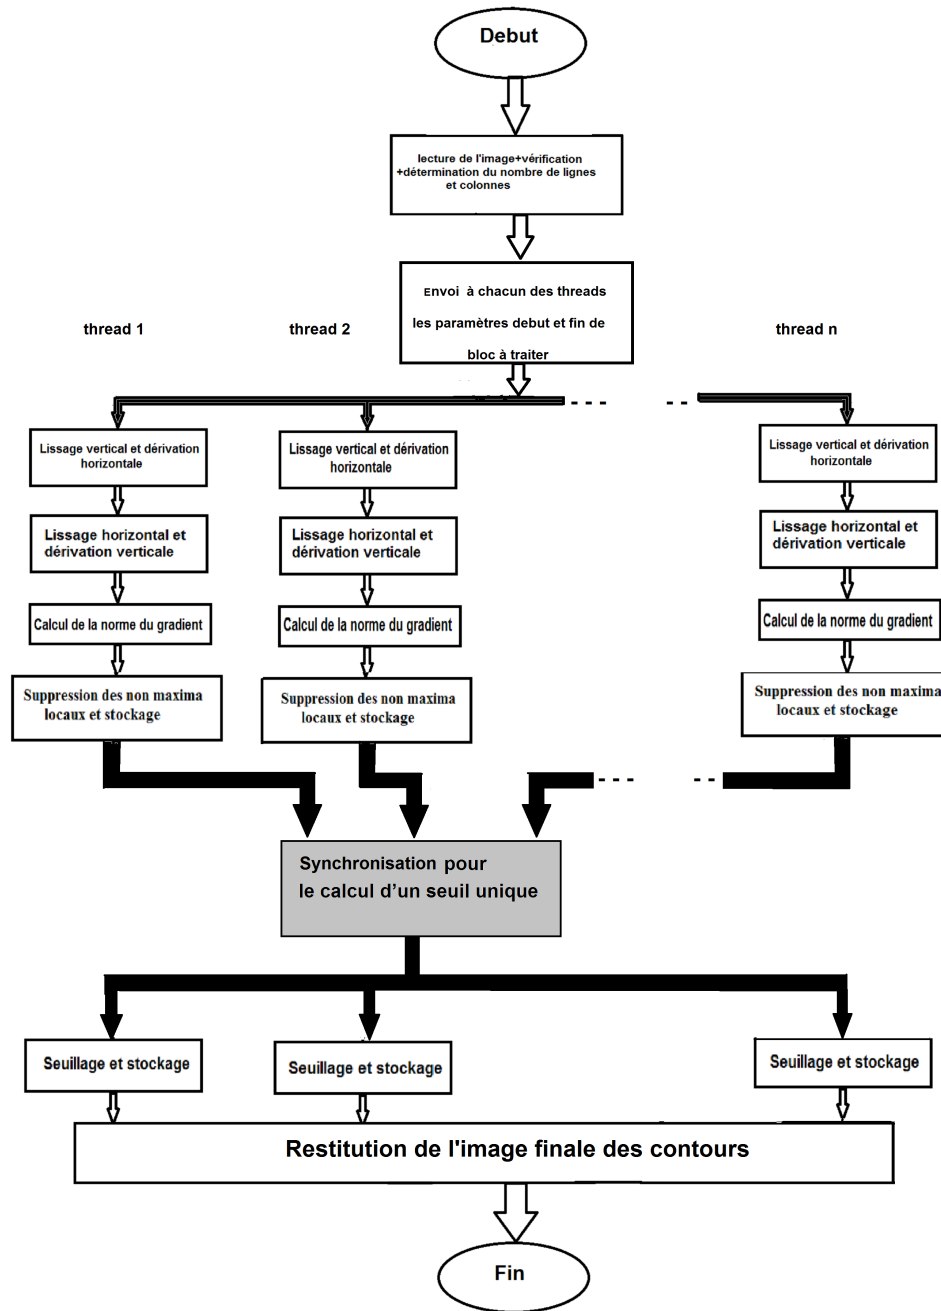 Debut
lecture de l'image+vérification
+détermination du nombre de lignes
et colonnes
Envoi à chacun des threads
les paramètres debut et fin de
bloc à traiter
thread 1
thread 2
thread n
Lissage vertical et dérivation
horizontale
Lissage vertical et dérivation
horizontale
Lissage vertical et dérivation
horizontale
Lissage horizontal et
dérivation verticale
Lissage horizontal et
dérivation verticale
Lissage horizontal et
dérivation verticale
Calcul de la norme du gradient
Calcul de la norme du gradient
Calcul de la norme du gradient
Suppression des non maxima
locaux et stockage
Suppression des non maxima
locaux et stockage
Suppression des non maxima
locaux et stockage
Synchronisation pour
le calcul d'un seuil unique
Seuillage et stockage
Seuillage et stockage
Seuillage et stockage
Restitution de l'image finale des contours
Fin